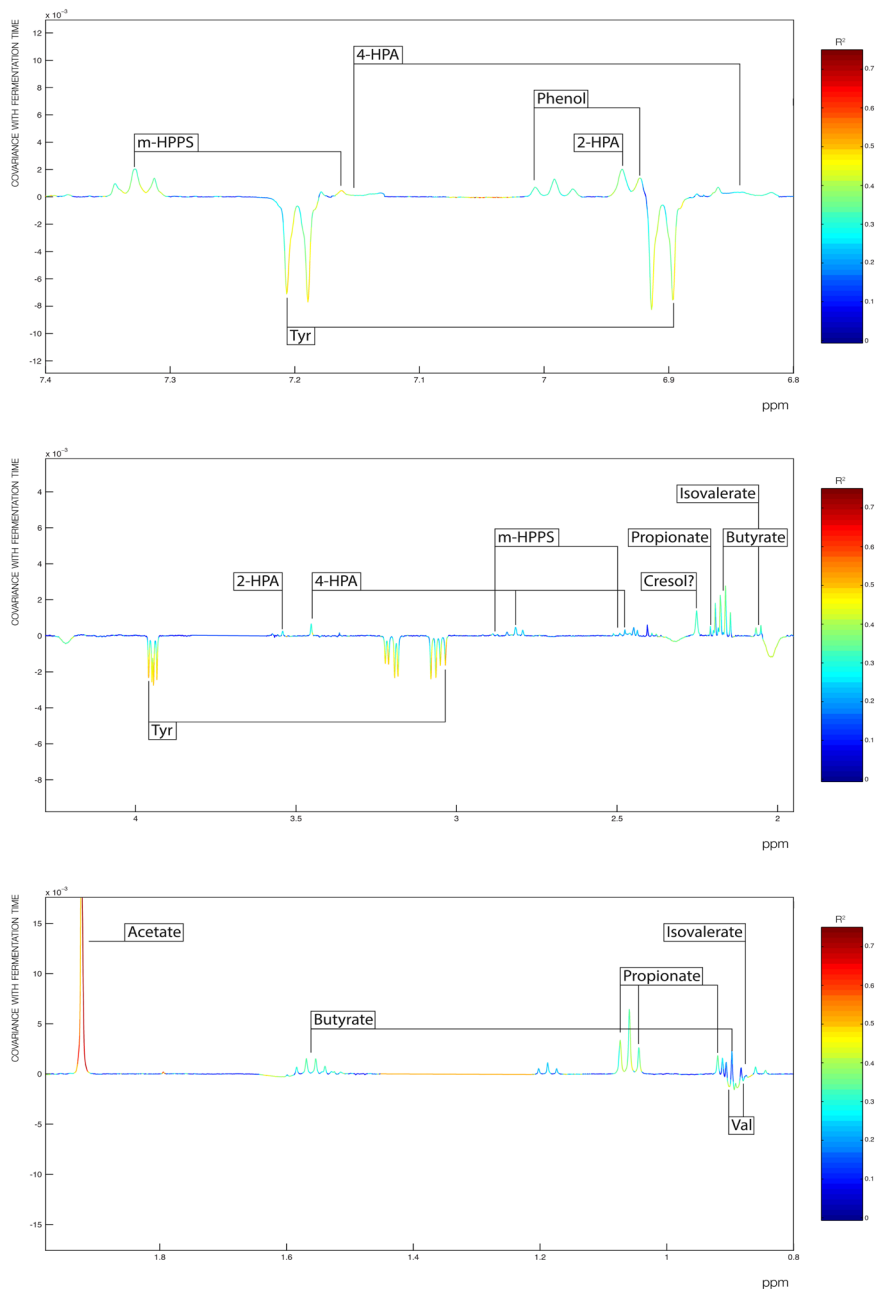 x 10⁻³
COVARIANCE WITH FERMENTATION TIME
12
10
8
6
4
2
0
-2
-4
-6
-8
-10
-12
4-HPA
Phenol
m-HPPS
2-HPA
Tyr
7.4 7.3 7.2 7.1 7 6.9 6.8
ppm
R²
0.7
0.6
0.5
0.4
0.3
0.2
0.1
0
x 10⁻³
COVARIANCE WITH FERMENTATION TIME
4
2
0
-2
-4
-6
-8
Isovalerate
m-HPPS Propionate Butyrate
2-HPA 4-HPA Cresol?
Tyr
4 3.5 3 2.5 2
ppm
R²
0.7
0.6
0.5
0.4
0.3
0.2
0.1
0
x 10⁻³
COVARIANCE WITH FERMENTATION TIME
15
10
5
0
-5
-10
-15
Acetate Isovalerate
Propionate
Butyrate
Val
1.8 1.6 1.4 1.2 1 0.8
ppm
R²
0.7
0.6
0.5
0.4
0.3
0.2
0.1
0